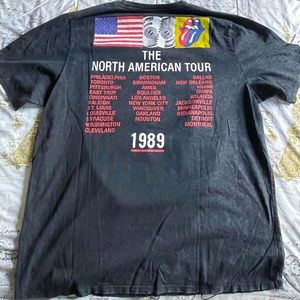 THE
NORTH AMERICAN TOUR
PHILADELPHIA BOSTON DALLAS
TORONTO BIRMINGHAM NEW ORLEANS
PITTSBURGH AMES MIAMI
EAST TROY BOULDER TAMPA
CINCINNATI LOS ANGELES ATLANTA
RALEIGH NEW YORK CITY JACKSONVILLE
ST. LOUIS VANCOUVER MINNEAPOLIS
LOUISVILLE OAKLAND INDIANAPOLIS
SYRACUSE HOUSTON DETROIT
WASHINGTON MONTREAL
CLEVELAND
1989